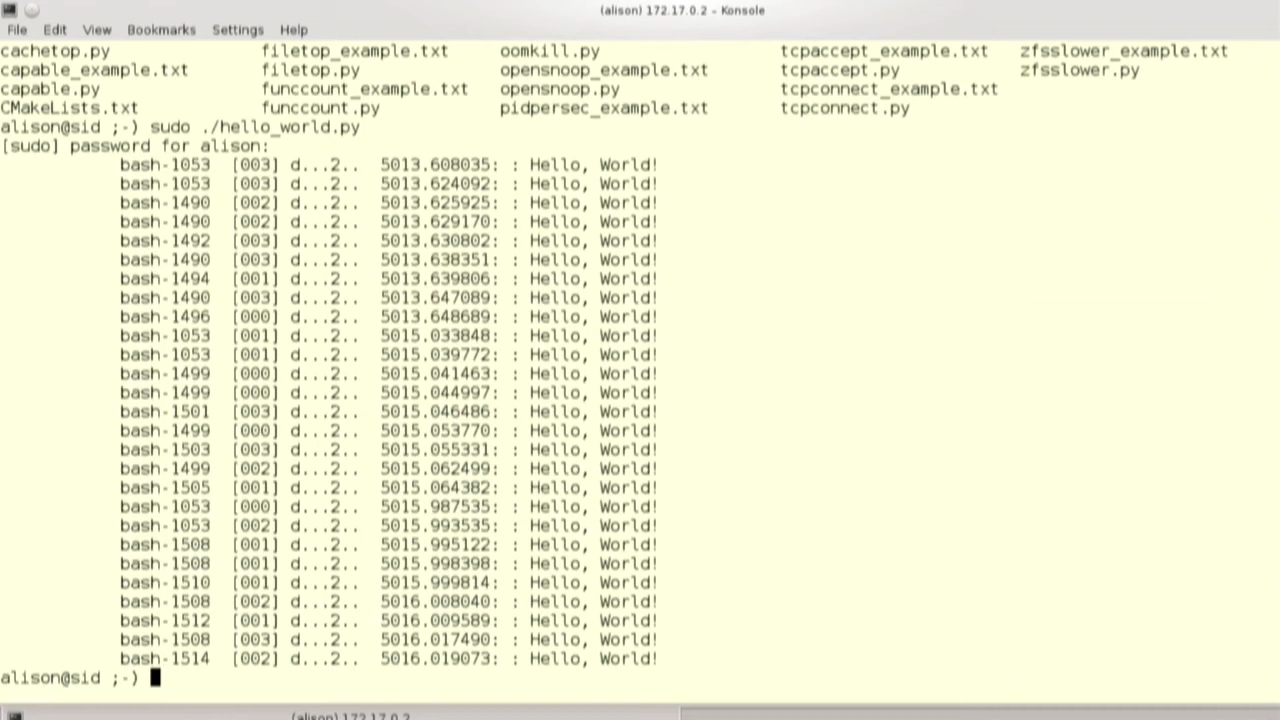 (alison) 172.17.0.2 - Konsole
File Edit View Bookmarks Settings Help
cachetop.py filetop_example.txt oomkill.py tcpaccept_example.txt zfsslower_example.txt
capable_example.txt filetop.py opensnoop_example.txt tcpaccept.py zfsslower.py
capable.py funccount_example.txt opensnoop.py tcpconnect_example.txt
CMakeLists.txt funccount.py pidpersec_example.txt tcpconnect.py
alison@sid ;-) sudo ./hello_world.py
[sudo] password for alison:
bash-1053 [003] d...2.. 5013.608035: : Hello, World!
bash-1053 [003] d...2.. 5013.624092: : Hello, World!
bash-1490 [002] d...2.. 5013.625925: : Hello, World!
bash-1490 [002] d...2.. 5013.629170: : Hello, World!
bash-1492 [003] d...2.. 5013.630802: : Hello, World!
bash-1490 [003] d...2.. 5013.638351: : Hello, World!
bash-1494 [001] d...2.. 5013.639806: : Hello, World!
bash-1490 [003] d...2.. 5013.647089: : Hello, World!
bash-1496 [000] d...2.. 5013.648689: : Hello, World!
bash-1053 [001] d...2.. 5015.033848: : Hello, World!
bash-1053 [001] d...2.. 5015.039772: : Hello, World!
bash-1499 [000] d...2.. 5015.041463: : Hello, World!
bash-1499 [000] d...2.. 5015.044997: : Hello, World!
bash-1501 [003] d...2.. 5015.046486: : Hello, World!
bash-1499 [000] d...2.. 5015.053770: : Hello, World!
bash-1503 [003] d...2.. 5015.055331: : Hello, World!
bash-1499 [002] d...2.. 5015.062499: : Hello, World!
bash-1505 [001] d...2.. 5015.064382: : Hello, World!
bash-1053 [000] d...2.. 5015.987535: : Hello, World!
bash-1053 [002] d...2.. 5015.993535: : Hello, World!
bash-1508 [001] d...2.. 5015.995122: : Hello, World!
bash-1508 [001] d...2.. 5015.998398: : Hello, World!
bash-1510 [001] d...2.. 5015.999814: : Hello, World!
bash-1508 [002] d...2.. 5016.008040: : Hello, World!
bash-1512 [001] d...2.. 5016.009589: : Hello, World!
bash-1508 [003] d...2.. 5016.017490: : Hello, World!
bash-1514 [002] d...2.. 5016.019073: : Hello, World!
alison@sid ;-)
(alison) 172.17.0.2